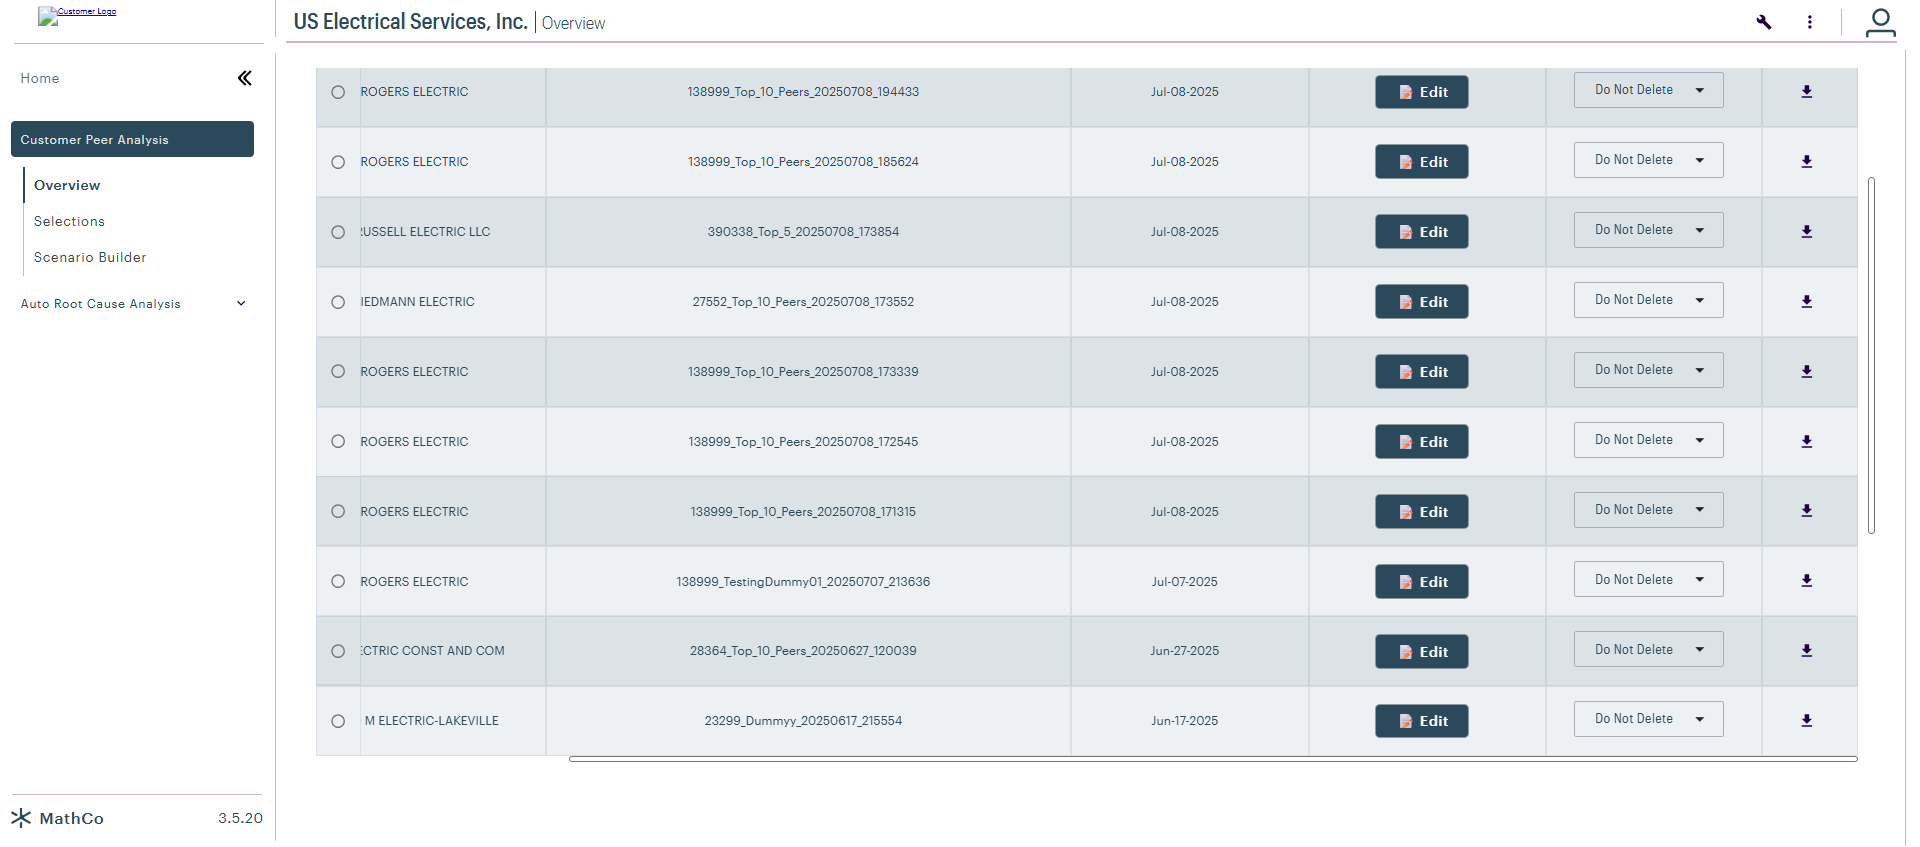 Customer Logo
US Electrical Services, Inc. | Overview
Home
Customer Peer Analysis
Overview
Selections
Scenario Builder
Auto Root Cause Analysis
ROGERS ELECTRIC 138999_Top_10_Peers_20250708_194433 Jul-08-2025 Edit Do Not Delete
ROGERS ELECTRIC 138999_Top_10_Peers_20250708_185624 Jul-08-2025 Edit Do Not Delete
RUSSELL ELECTRIC LLC 390338_Top_5_20250708_173854 Jul-08-2025 Edit Do Not Delete
IEDMANN ELECTRIC 27552_Top_10_Peers_20250708_173552 Jul-08-2025 Edit Do Not Delete
ROGERS ELECTRIC 138999_Top_10_Peers_20250708_173339 Jul-08-2025 Edit Do Not Delete
ROGERS ELECTRIC 138999_Top_10_Peers_20250708_172545 Jul-08-2025 Edit Do Not Delete
ROGERS ELECTRIC 138999_Top_10_Peers_20250708_171315 Jul-08-2025 Edit Do Not Delete
ROGERS ELECTRIC 138999_TestingDummy01_20250707_213636 Jul-07-2025 Edit Do Not Delete
ECTRIC CONST AND COM 28364_Top_10_Peers_20250627_120039 Jun-27-2025 Edit Do Not Delete
M ELECTRIC-LAKEVILLE 23299_Dummyy_20250617_215554 Jun-17-2025 Edit Do Not Delete
MathCo 3.5.20